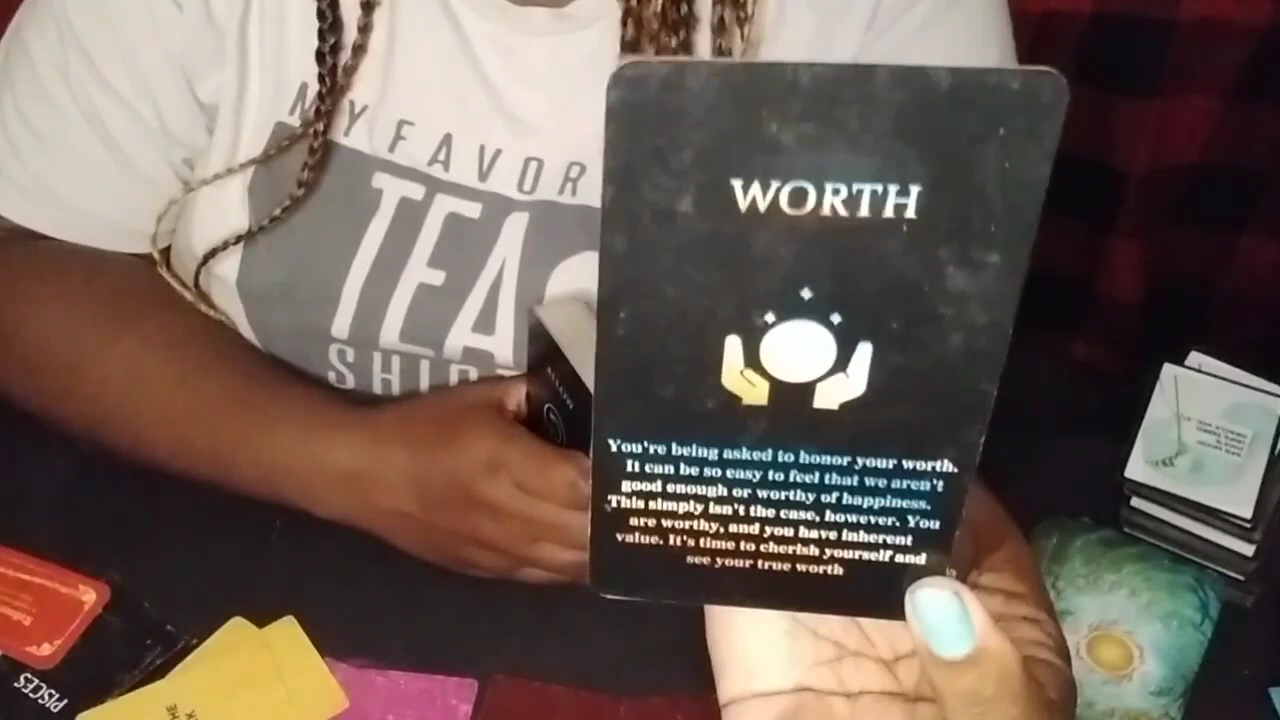 MY FAVOR
TEA
SHIRT
WORTH
You're being asked to honor your worth.
It can be so easy to feel that we aren't
good enough or worthy of happiness.
This simply isn't the case, however. You
are worthy, and you have inherent
value. It's time to cherish yourself and
see your true worth
PISCES
THE